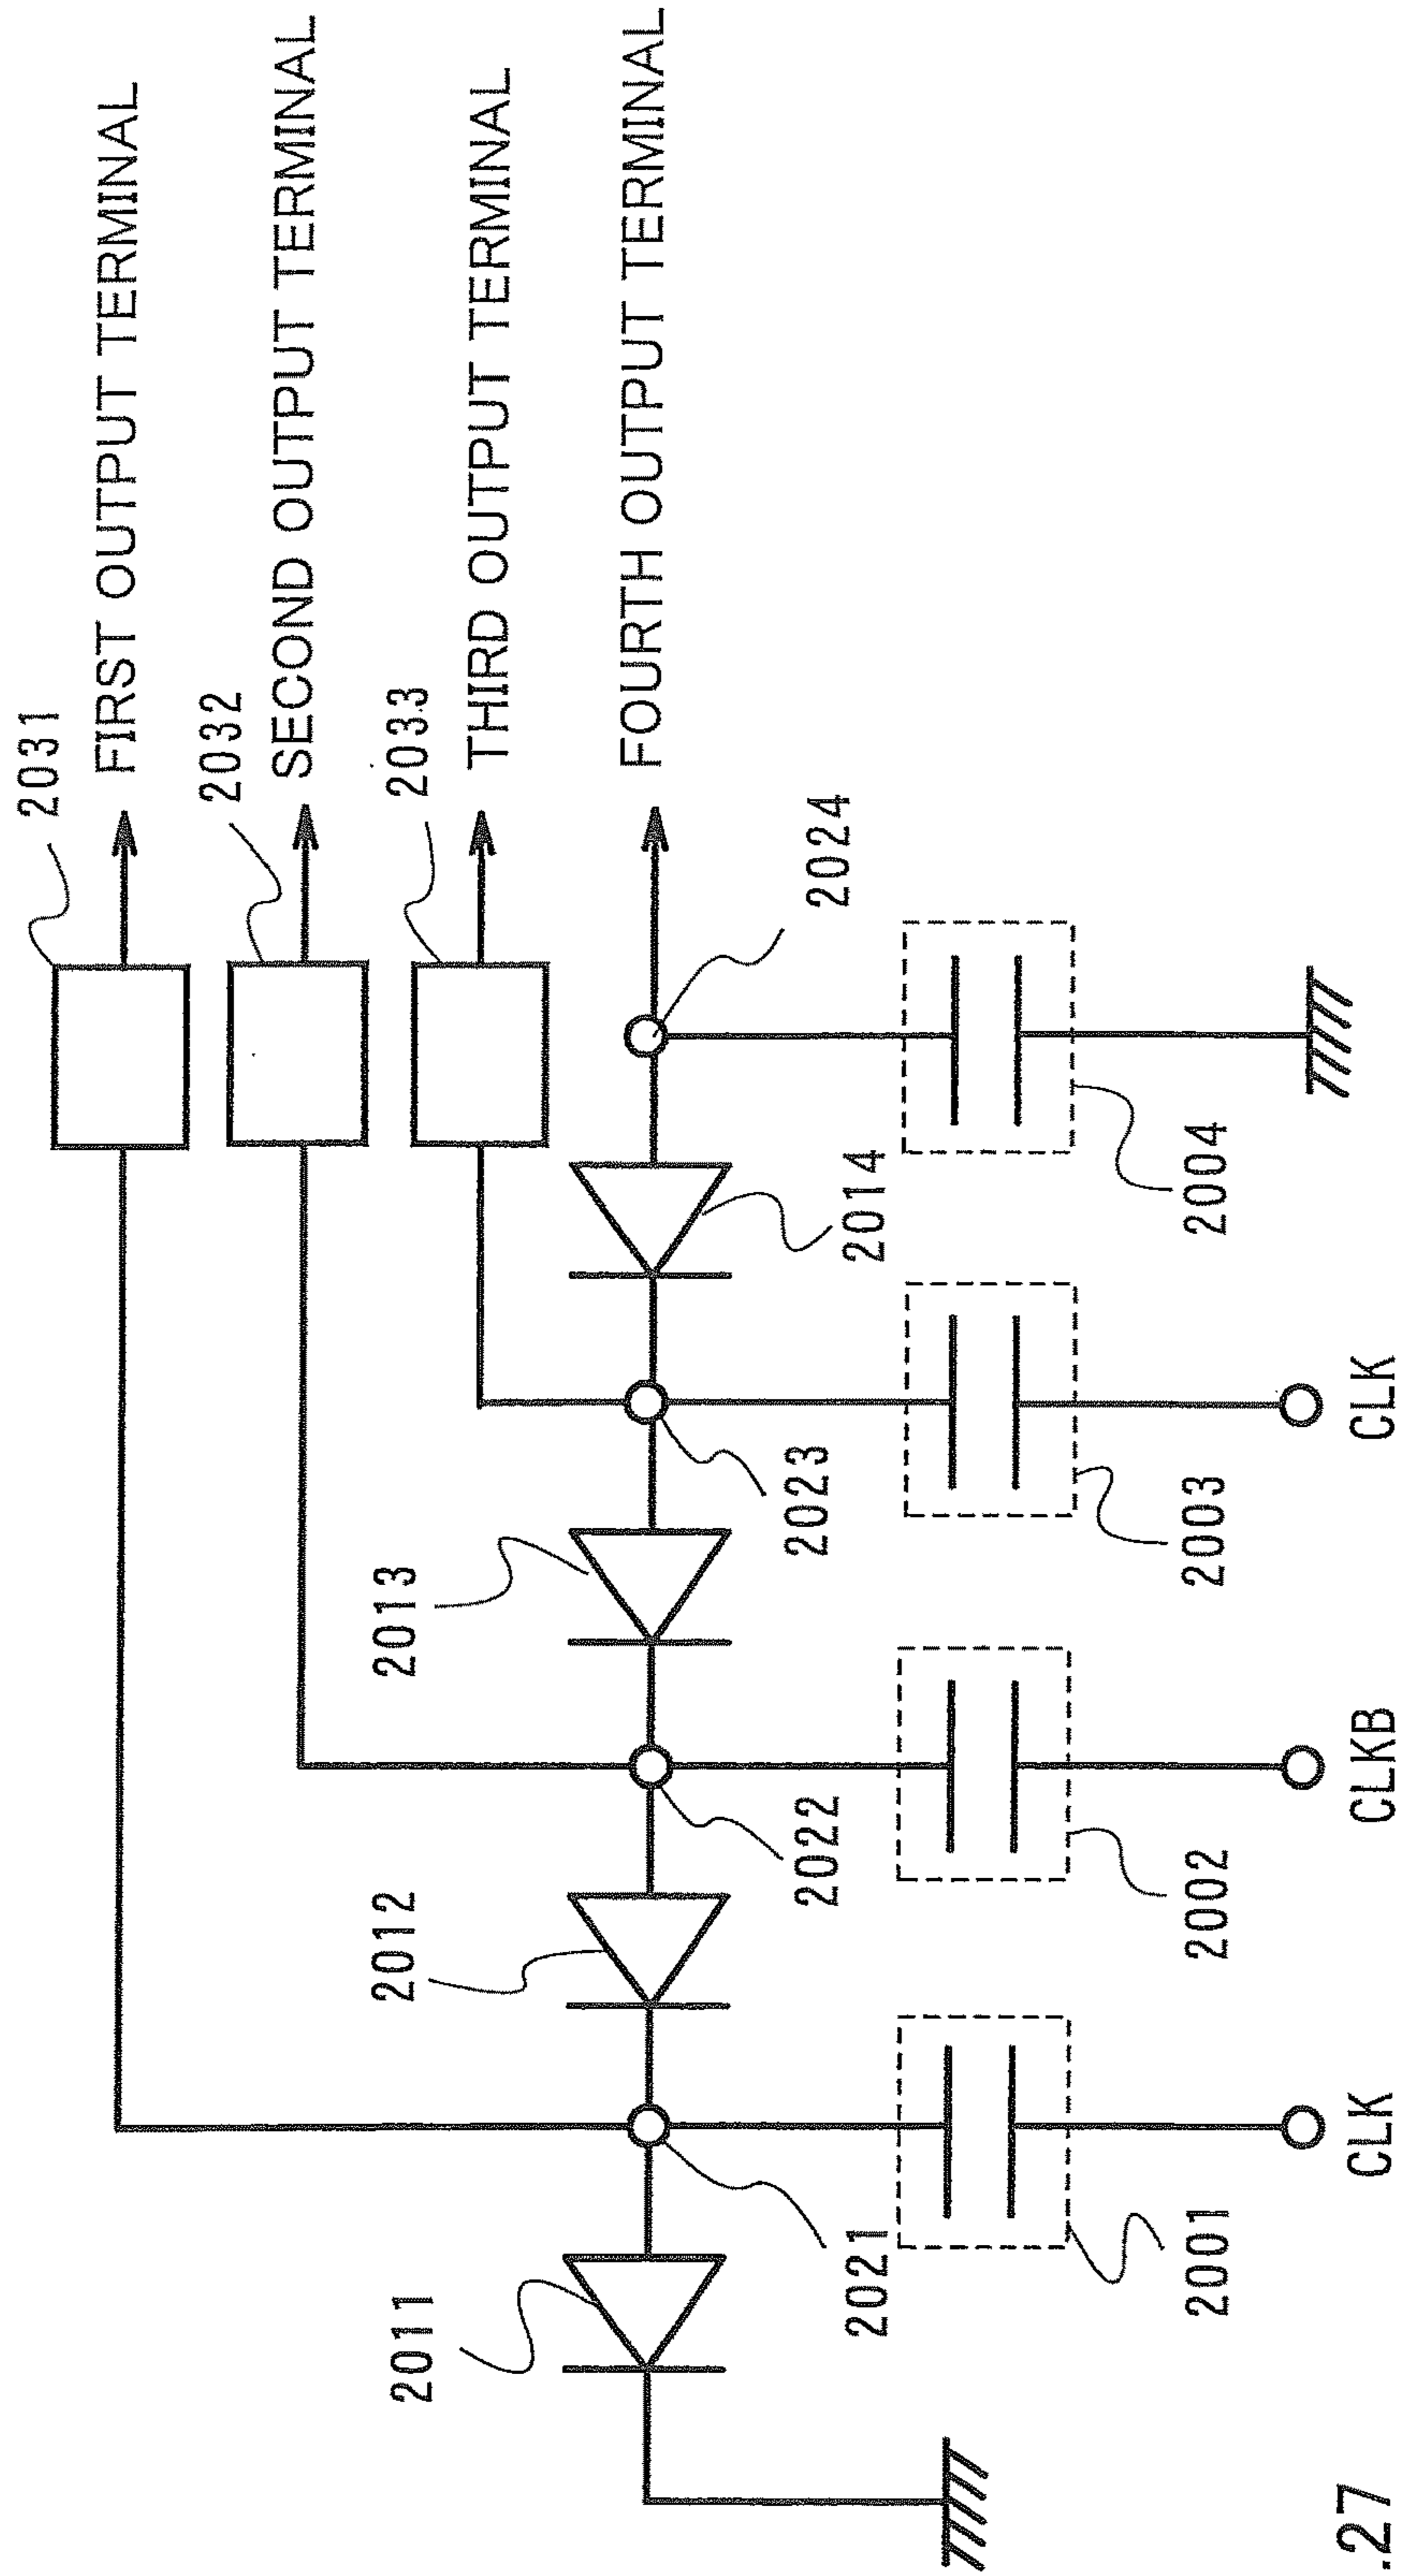 2031
FIRST OUTPUT TERMINAL
2032
SECOND OUTPUT TERMINAL
2033
THIRD OUTPUT TERMINAL
FOURTH OUTPUT TERMINAL
2011
2012
2013
2014
2021
2022
2023
2024
2001
2002
2003
2004
CLK
CLKB
CLK
.27